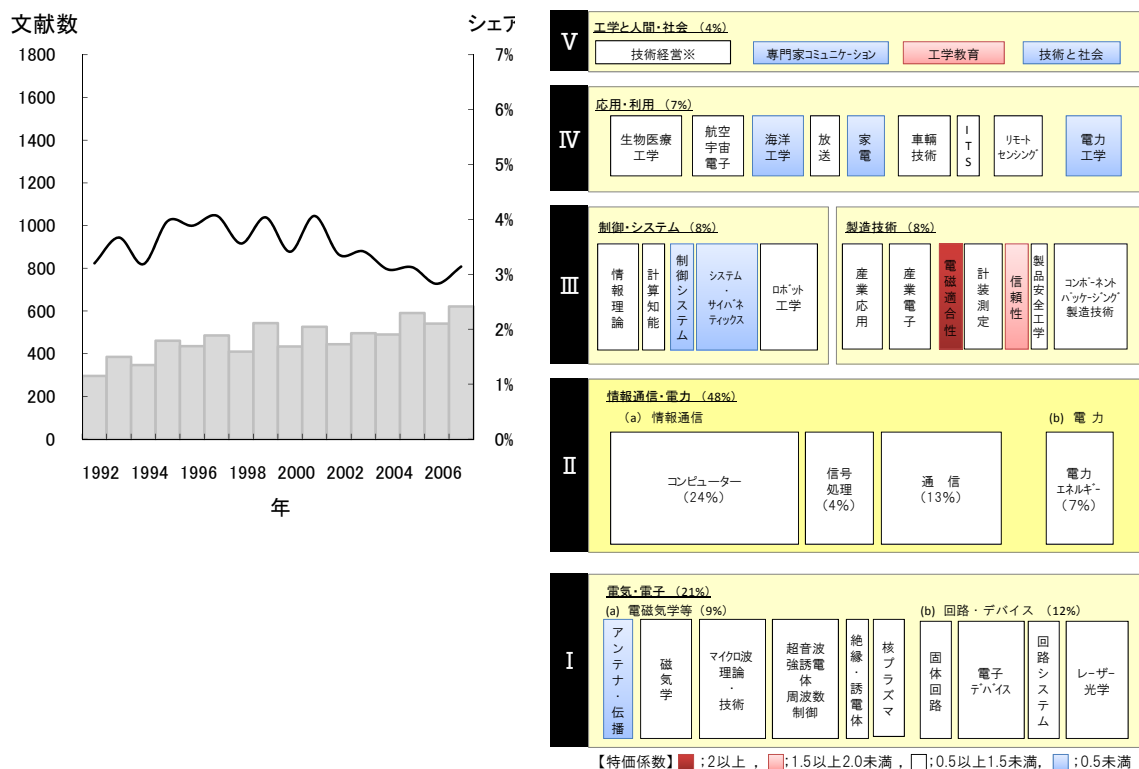 文献数
シェア
1800
1600
1400
1200
1000
800
600
400
200
0
7%
6%
5%
4%
3%
2%
1%
0%
1992 1994 1996 1998 2000 2002 2004 2006
年
Ⅴ
工学と人間・社会 (4%)
技術経営※
専門家コミュニケーション
工学教育
技術と社会
Ⅳ
応用・利用 (7%)
生物医療
工学
航空
宇宙
電子
海洋
工学
放送
家電
車輛
技術
ITS
リモート
センシング
電力
工学
Ⅲ
制御・システム (8%)
情報理論
計算知能
制御システム
システム
・
サイバネ
ティックス
ロボット
工学
製造技術 (8%)
産業応用
産業電子
電磁適合性
計装測定
信頼性
製品安全工学
コンポーネント
パッケージング
製造技術
Ⅱ
情報通信・電力 (48%)
(a) 情報通信
(b) 電 力
コンピューター
(24%)
信号
処理
(4%)
通 信
(13%)
電力
エネルギー
(7%)
Ⅰ
電気・電子 (21%)
(a) 電磁気学等 (9%)
(b) 回路・デバイス (12%)
アンテナ・伝播
磁気学
マイクロ波
理論
・
技術
超音波
強誘電
体
周波数
制御
絶縁・誘電体
核プラズマ
固体回路
電子
デバイス
回路システム
レーザー
光学
【特価係数】 ;2以上 , ;1.5以上2.0未満 , ;0.5以上1.5未満, ;0.5未満